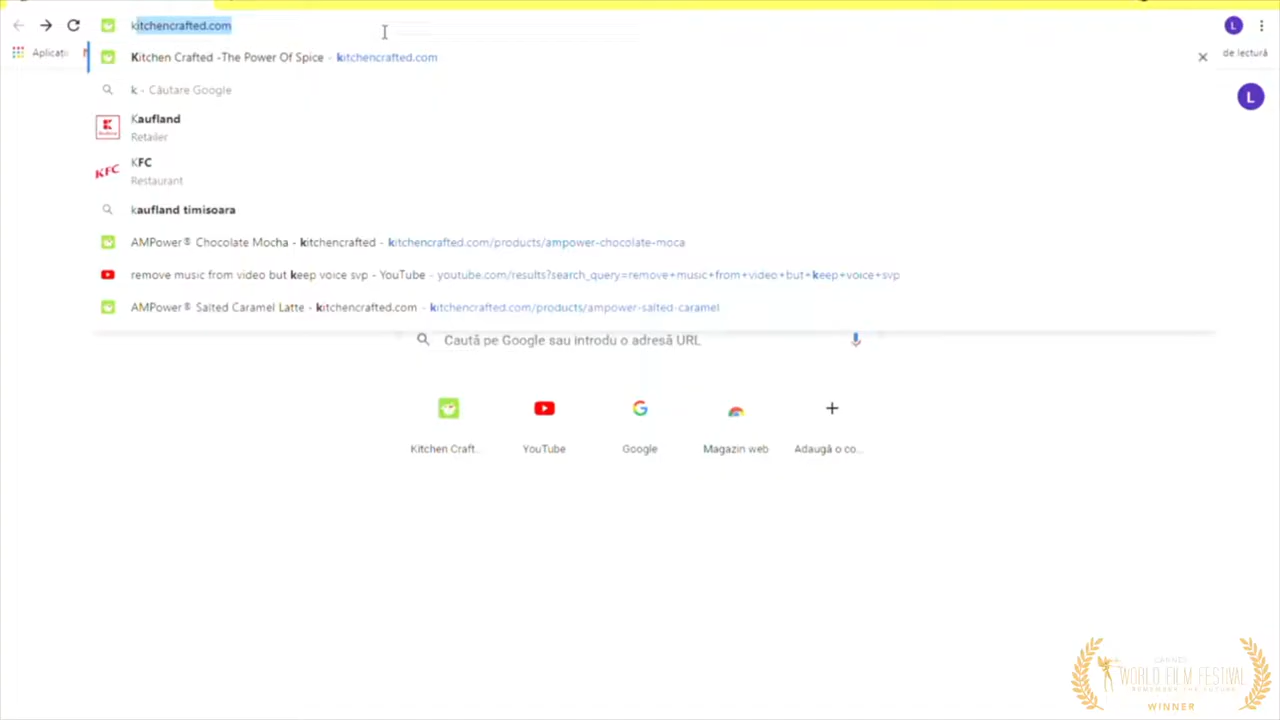 kitchencrafted.com
L
Aplicații
Kitchen Crafted -The Power Of Spice - kitchencrafted.com
de lectură
k - Căutare Google
L
Kaufland
Retailer
KFC
KFC
Restaurant
kaufland timisoara
AMPower® Chocolate Mocha - kitchencrafted - kitchencrafted.com/products/ampower-chocolate-moca
remove music from video but keep voice svp - YouTube - youtube.com/results?search_query=remove+music+from+video+but+keep+voice+svp
AMPower® Salted Caramel Latte - kitchencrafted.com - kitchencrafted.com/products/ampower-salted-caramel
Caută pe Google sau introdu o adresă URL
Kitchen Craft...
YouTube
Google
Magazin web
Adaugă o co...
WORLD FILM FESTIVAL
REMEMBER THE FUTURE
WINNER